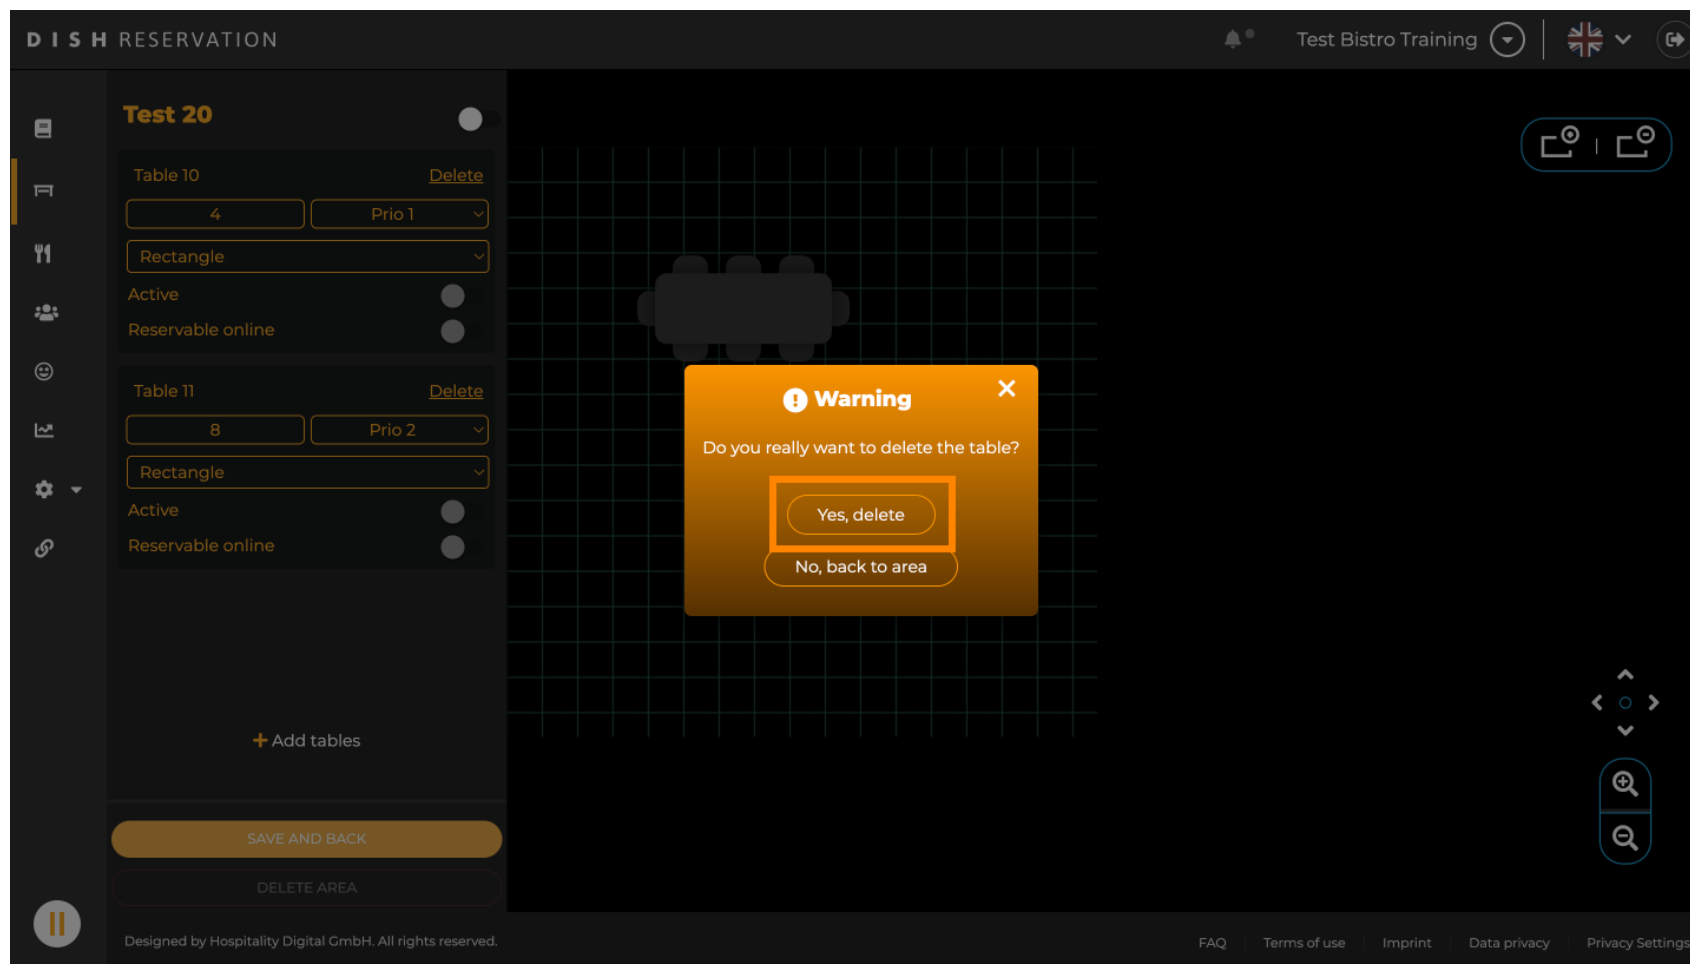 DISH RESERVATION
Test Bistro Training
Test 20
Table 10 Delete
4 Prio 1
Rectangle
Active
Reservable online
Table 11 Delete
8 Prio 2
Rectangle
Active
Reservable online
+ Add tables
SAVE AND BACK
DELETE AREA
Warning
Do you really want to delete the table?
Yes, delete
No, back to area
Designed by Hospitality Digital GmbH. All rights reserved.
FAQ Terms of use Imprint Data privacy Privacy Settings